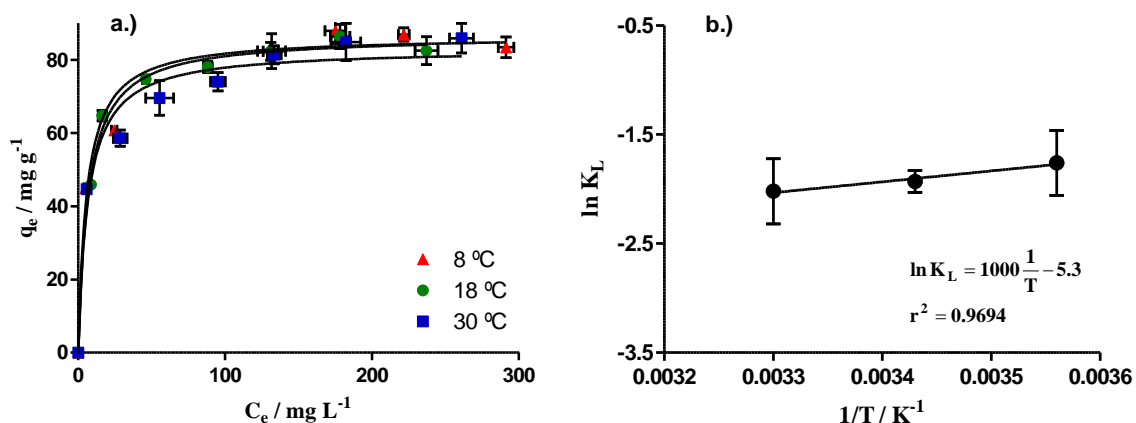 a.)
80
60
40
20
0
q_e / mg g^-1
8 ºC
18 ºC
30 ºC
0 100 200 300
C_e / mg L^-1
b.)
-0.5
-1.5
-2.5
-3.5
ln K_L
ln K_L = 1000 1/T − 5.3
r² = 0.9694
0.0032 0.0033 0.0034 0.0035 0.0036
1/T / K^-1